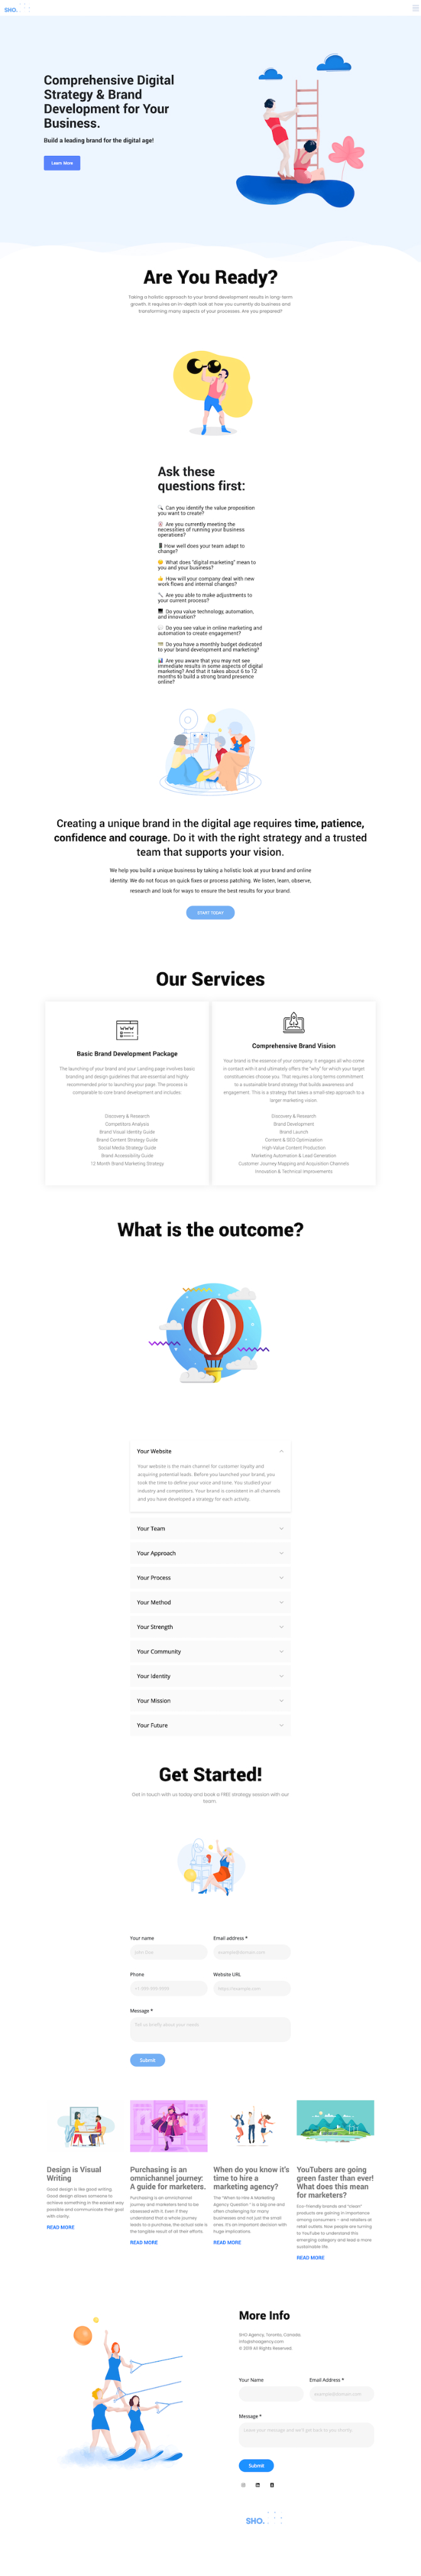 SHO.
Comprehensive Digital
Strategy & Brand
Development for Your
Business.
Build a leading brand for the digital age!
Learn More
Are You Ready?
Taking a holistic approach to your brand development results in long-term
growth. It requires an in-depth look at how you currently do business and
transforming many aspects of your processes. Are you prepared?
Ask these
questions first:
Can you identify the value proposition
you want to create?
Are you currently meeting the
necessities of running your business
operations?
How well does your team adapt to
change?
What does "digital marketing" mean to
you and your business?
How will your company deal with new
work flows and internal changes?
Are you able to make adjustments to
your current process?
Do you value technology, automation,
and innovation?
Do you see value in online marketing and
automation to create engagement?
Do you have a monthly budget dedicated
to your brand development and marketing?
Are you aware that you may not see
immediate results in some aspects of digital
marketing? And that it takes about 6 to 12
months to build a strong brand presence
online?
Creating a unique brand in the digital age requires time, patience,
confidence and courage. Do it with the right strategy and a trusted
team that supports your vision.
We help you build a unique business by taking a holistic look at your brand and online
identity. We do not focus on quick fixes or process patching. We listen, learn, observe,
research and look for ways to ensure the best results for your brand.
START TODAY
Our Services
WWW
Basic Brand Development Package
The launching of your brand and your Landing page involves basic
branding and design guidelines that are essential and highly
recommended prior to launching your page. The process is
comparable to core brand development and includes:
Discovery & Research
Competitors Analysis
Brand Visual Identity Guide
Brand Content Strategy Guide
Social Media Strategy Guide
Brand Accessibility Guide
12 Month Brand Marketing Strategy
Comprehensive Brand Vision
Your brand is the essence of your company. It engages all who come
in contact with it and ultimately offers the "why" for which your target
constituencies choose you. That requires a long terms commitment
to a sustainable brand strategy that builds awareness and
engagement. This is a strategy that takes a small-step approach to a
larger marketing vision.
Discovery & Research
Brand Development
Brand Launch
Content & SEO Optimization
High-Value Content Production
Marketing Automation & Lead Generation
Customer Journey Mapping and Acquisition Channels
Innovation & Technical Improvements
What is the outcome?
Your Website
Your website is the main channel for customer loyalty and
acquiring potential leads. Before you launched your brand, you
took the time to define your voice and tone. You studied your
industry and competitors. Your brand is consistent in all channels
and you have developed a strategy for each activity.
Your Team
Your Approach
Your Process
Your Method
Your Strength
Your Community
Your Identity
Your Mission
Your Future
Get Started!
Get in touch with us today and book a FREE strategy session with our
team.
Your name
Email address *
John Doe
example@domain.com
Phone
Website URL
Message *
Tell us briefly about your needs
Submit
Design is Visual
Writing
Good design is like good writing.
Good design allows someone to
achieve something in the easiest way
possible and communicate their goal
with clarity.
READ MORE
Purchasing is an
omnichannel journey:
A guide for marketers.
Purchasing is an omnichannel
journey and marketers tend to be
obsessed with it. Even if they
understand that a whole journey
leads to a purchase, the actual sale is
the tangible result of all their efforts.
READ MORE
When do you know it's
time to hire a
marketing agency?
The "When to Hire A Marketing
Agency Question" is a big one and
often challenging for many
businesses and not just the small
ones. It's an important decision with
huge implications.
READ MORE
YouTubers are going
green faster than ever!
What does this mean
for marketers?
Eco-friendly brands and "clean"
products are gaining in importance
among consumers – and retailers at
retail outlets. Now people are turning
to YouTube to understand this
emerging category and lead a more
sustainable life.
READ MORE
More Info
SHO Agency, Toronto, Canada.
info@shoagency.com
© 2019 All Rights Reserved.
Your Name
Email Address *
example@domain.com
Message *
Leave your message and we'll get back to you shortly
Submit
SHO.